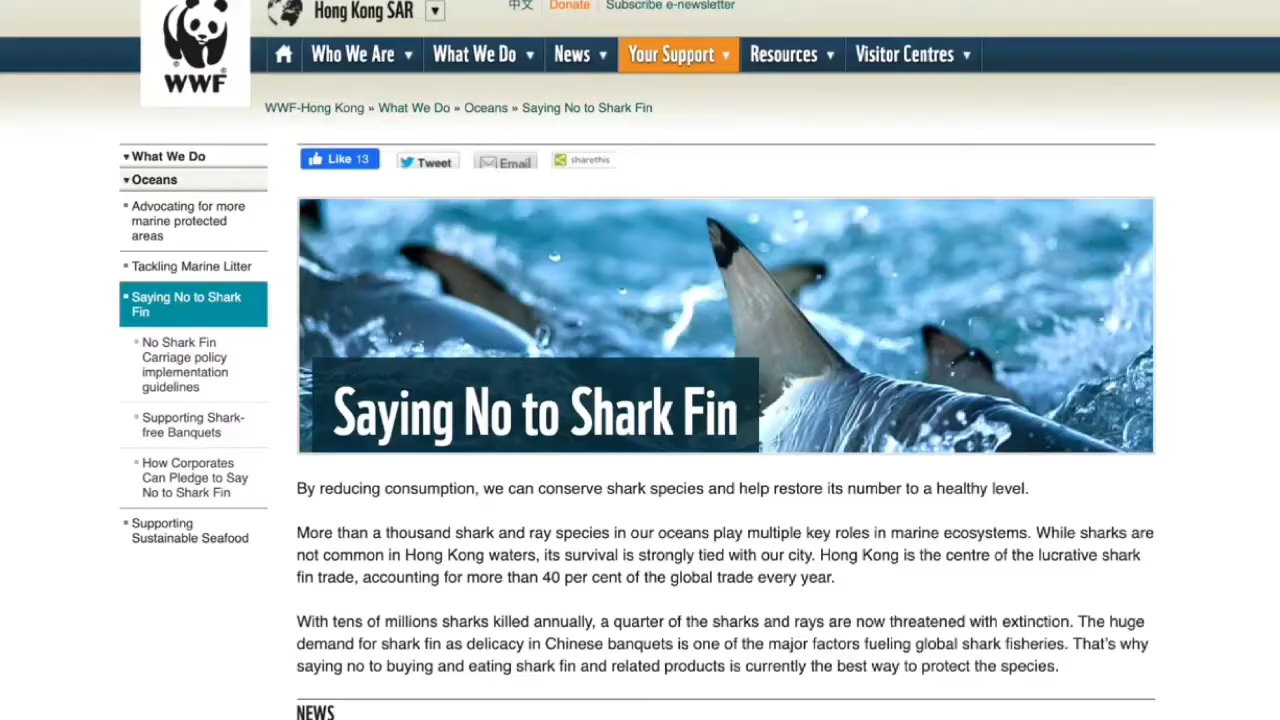 Hong Kong SAR
中文 Donate Subscribe e-newsletter
WWF
Who We Are What We Do News Your Support Resources Visitor Centres
WWF-Hong Kong » What We Do » Oceans » Saying No to Shark Fin
What We Do
Oceans
Advocating for more
marine protected
areas
Tackling Marine Litter
Saying No to Shark
Fin
No Shark Fin
Carriage policy
implementation
guidelines
Supporting Shark-
free Banquets
How Corporates
Can Pledge to Say
No to Shark Fin
Supporting
Sustainable Seafood
Like 13 Tweet Email sharethis
Saying No to Shark Fin
By reducing consumption, we can conserve shark species and help restore its number to a healthy level.
More than a thousand shark and ray species in our oceans play multiple key roles in marine ecosystems. While sharks are
not common in Hong Kong waters, its survival is strongly tied with our city. Hong Kong is the centre of the lucrative shark
fin trade, accounting for more than 40 per cent of the global trade every year.
With tens of millions sharks killed annually, a quarter of the sharks and rays are now threatened with extinction. The huge
demand for shark fin as delicacy in Chinese banquets is one of the major factors fueling global shark fisheries. That's why
saying no to buying and eating shark fin and related products is currently the best way to protect the species.
NEWS